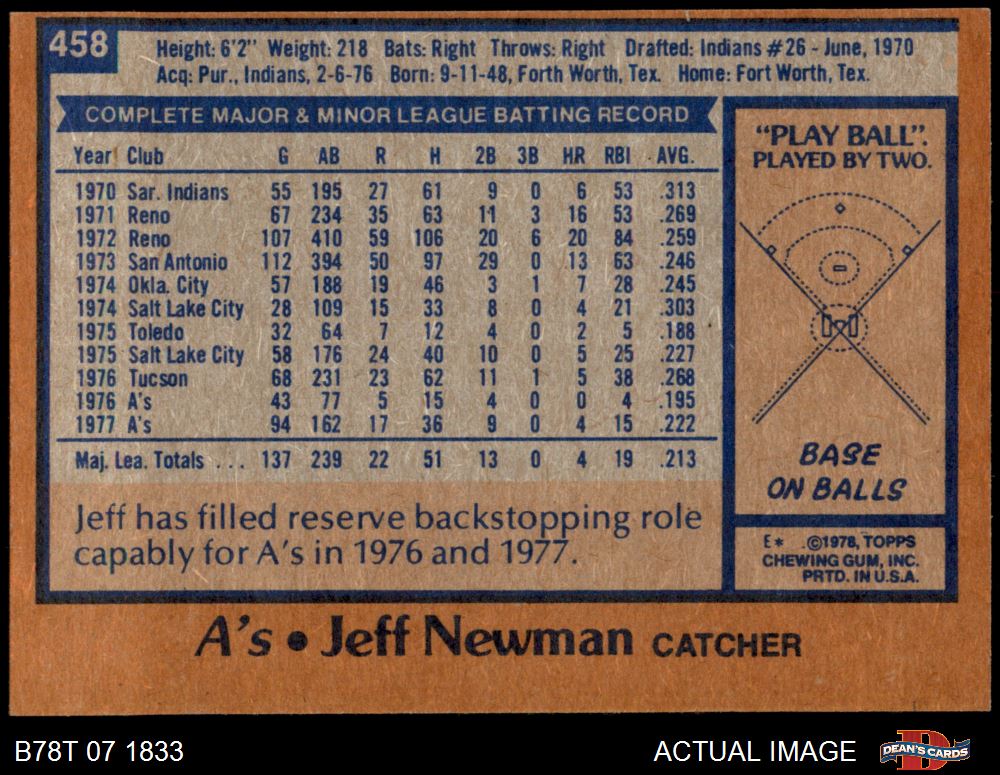 458
Height: 6'2" Weight: 218 Bats: Right Throws: Right Drafted: Indians #26 - June, 1970
Acq: Pur., Indians, 2-6-76 Born: 9-11-48, Forth Worth, Tex. Home: Fort Worth, Tex.
COMPLETE MAJOR & MINOR LEAGUE BATTING RECORD
Year Club G AB R H 2B 3B HR RBI AVG.
1970 Sar. Indians 55 195 27 61 9 0 6 53 .313
1971 Reno 67 234 35 63 11 3 16 53 .269
1972 Reno 107 410 59 106 20 6 20 84 .259
1973 San Antonio 112 394 50 97 29 0 13 63 .246
1974 Okla. City 57 188 19 46 3 1 7 28 .245
1974 Salt Lake City 28 109 15 33 8 0 4 21 .303
1975 Toledo 32 64 7 12 4 0 2 5 .188
1975 Salt Lake City 58 176 24 40 10 0 5 25 .227
1976 Tucson 68 231 23 62 11 1 5 38 .268
1976 A's 43 77 5 15 4 0 0 4 .195
1977 A's 94 162 17 36 9 0 4 15 .222
Maj. Lea. Totals ... 137 239 22 51 13 0 4 19 .213
Jeff has filled reserve backstopping role
capably for A's in 1976 and 1977.
"PLAY BALL".
PLAYED BY TWO.
BASE
ON BALLS
E* .©1978, TOPPS
CHEWING GUM, INC.
PRTD. IN U.S.A.
A's • Jeff Newman CATCHER
B78T 07 1833
ACTUAL IMAGE
DEAN'S CARDS